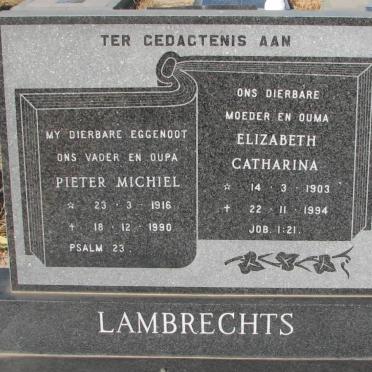 TER GEDAGTENIS AAN
MY DIERBARE EGGENOOT
ONS VADER EN OUPA
PIETER MICHIEL
☆ 23 · 3 · 1916
✝ 18 · 12 · 1990
PSALM 23.
ONS DIERBARE
MOEDER EN OUMA
ELIZABETH
CATHARINA
☆ 14 · 3 · 1903
✝ 22 · 11 · 1994
JOB. 1:21.
LAMBRECHTS